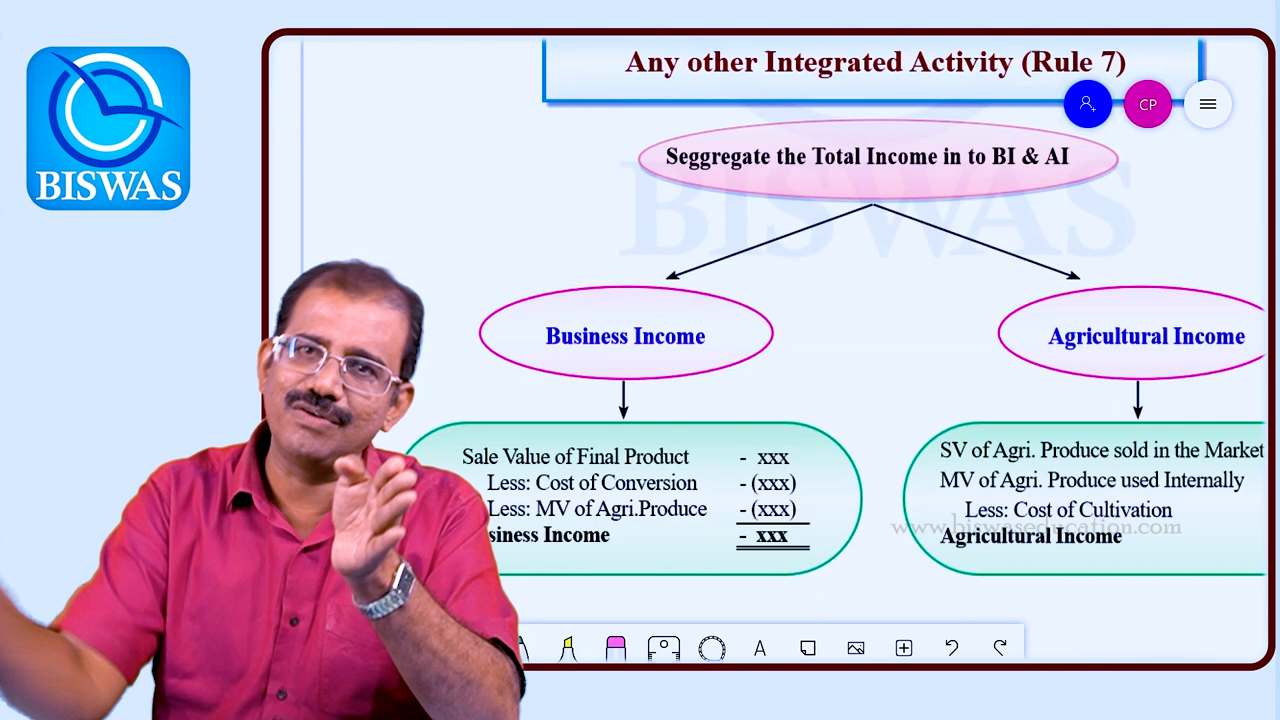 BISWAS
Any other Integrated Activity (Rule 7)
CP
Seggregate the Total Income in to BI & AI
BISWAS
Business Income
Agricultural Income
Sale Value of Final Product - xxx
Less: Cost of Conversion - (xxx)
Less: MV of Agri.Produce - (xxx)
siness Income - xxx
SV of Agri. Produce sold in the Market
MV of Agri. Produce used Internally
Less: Cost of Cultivation
www.biswaseducation.com
Agricultural Income
A